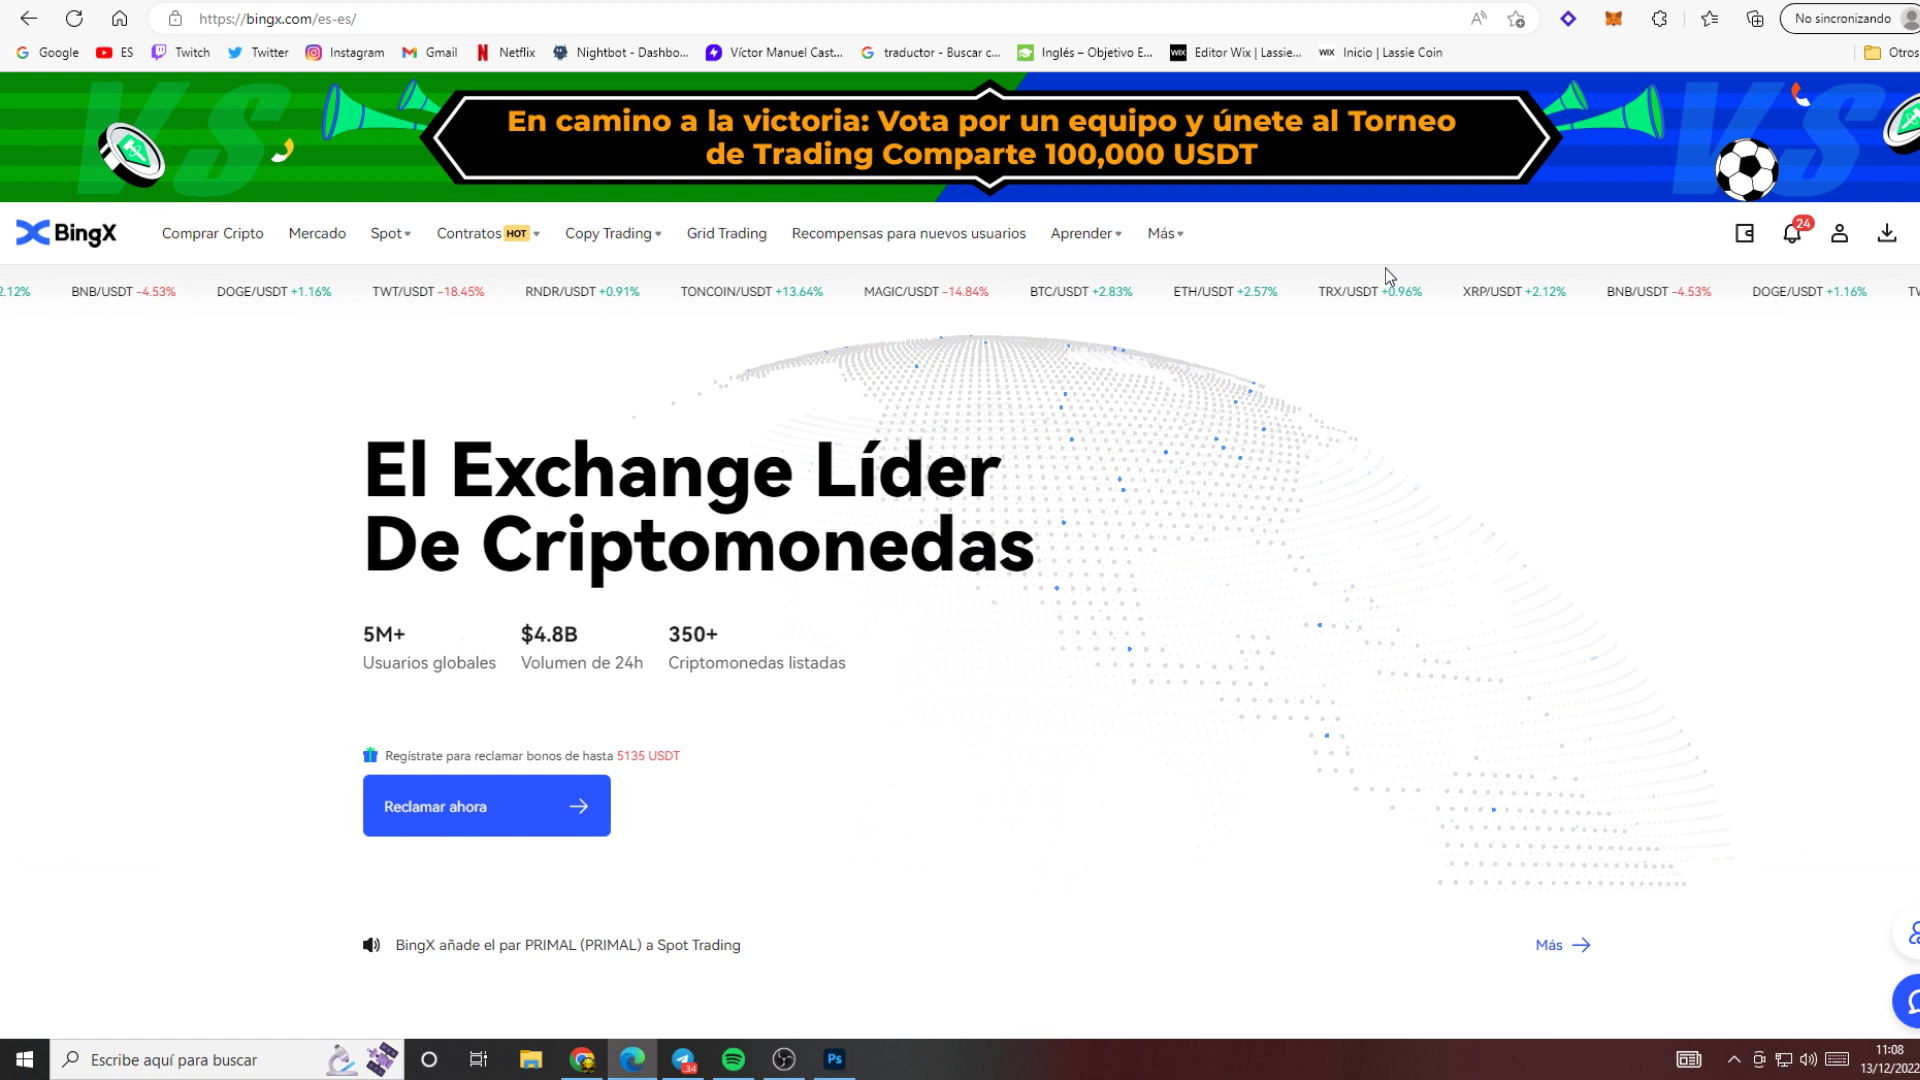 https://bingx.com/es-es/
No sincronizando
Google
ES
Twitch
Twitter
Instagram
Gmail
Netflix
Nightbot - Dashbo...
Víctor Manuel Cast...
traductor - Buscar c...
Inglés – Objetivo E...
Editor Wix | Lassie...
Inicio | Lassie Coin
Otros
VS
En camino a la victoria: Vota por un equipo y únete al Torneo
de Trading Comparte 100,000 USDT
VS
BingX
Comprar Cripto
Mercado
Spot
Contratos HOT
Copy Trading
Grid Trading
Recompensas para nuevos usuarios
Aprender
Más
24
2.12%
BNB/USDT -4.53%
DOGE/USDT +1.16%
TWT/USDT -18.45%
RNDR/USDT +0.91%
TONCOIN/USDT +13.64%
MAGIC/USDT -14.84%
BTC/USDT +2.83%
ETH/USDT +2.57%
TRX/USDT +0.96%
XRP/USDT +2.12%
BNB/USDT -4.53%
DOGE/USDT +1.16%
El Exchange Líder
De Criptomonedas
5M+
Usuarios globales
$4.8B
Volumen de 24h
350+
Criptomonedas listadas
Regístrate para reclamar bonos de hasta 5135 USDT
Reclamar ahora
BingX añade el par PRIMAL (PRIMAL) a Spot Trading
Más
Escribe aquí para buscar
34
Ps
11:08
13/12/2022